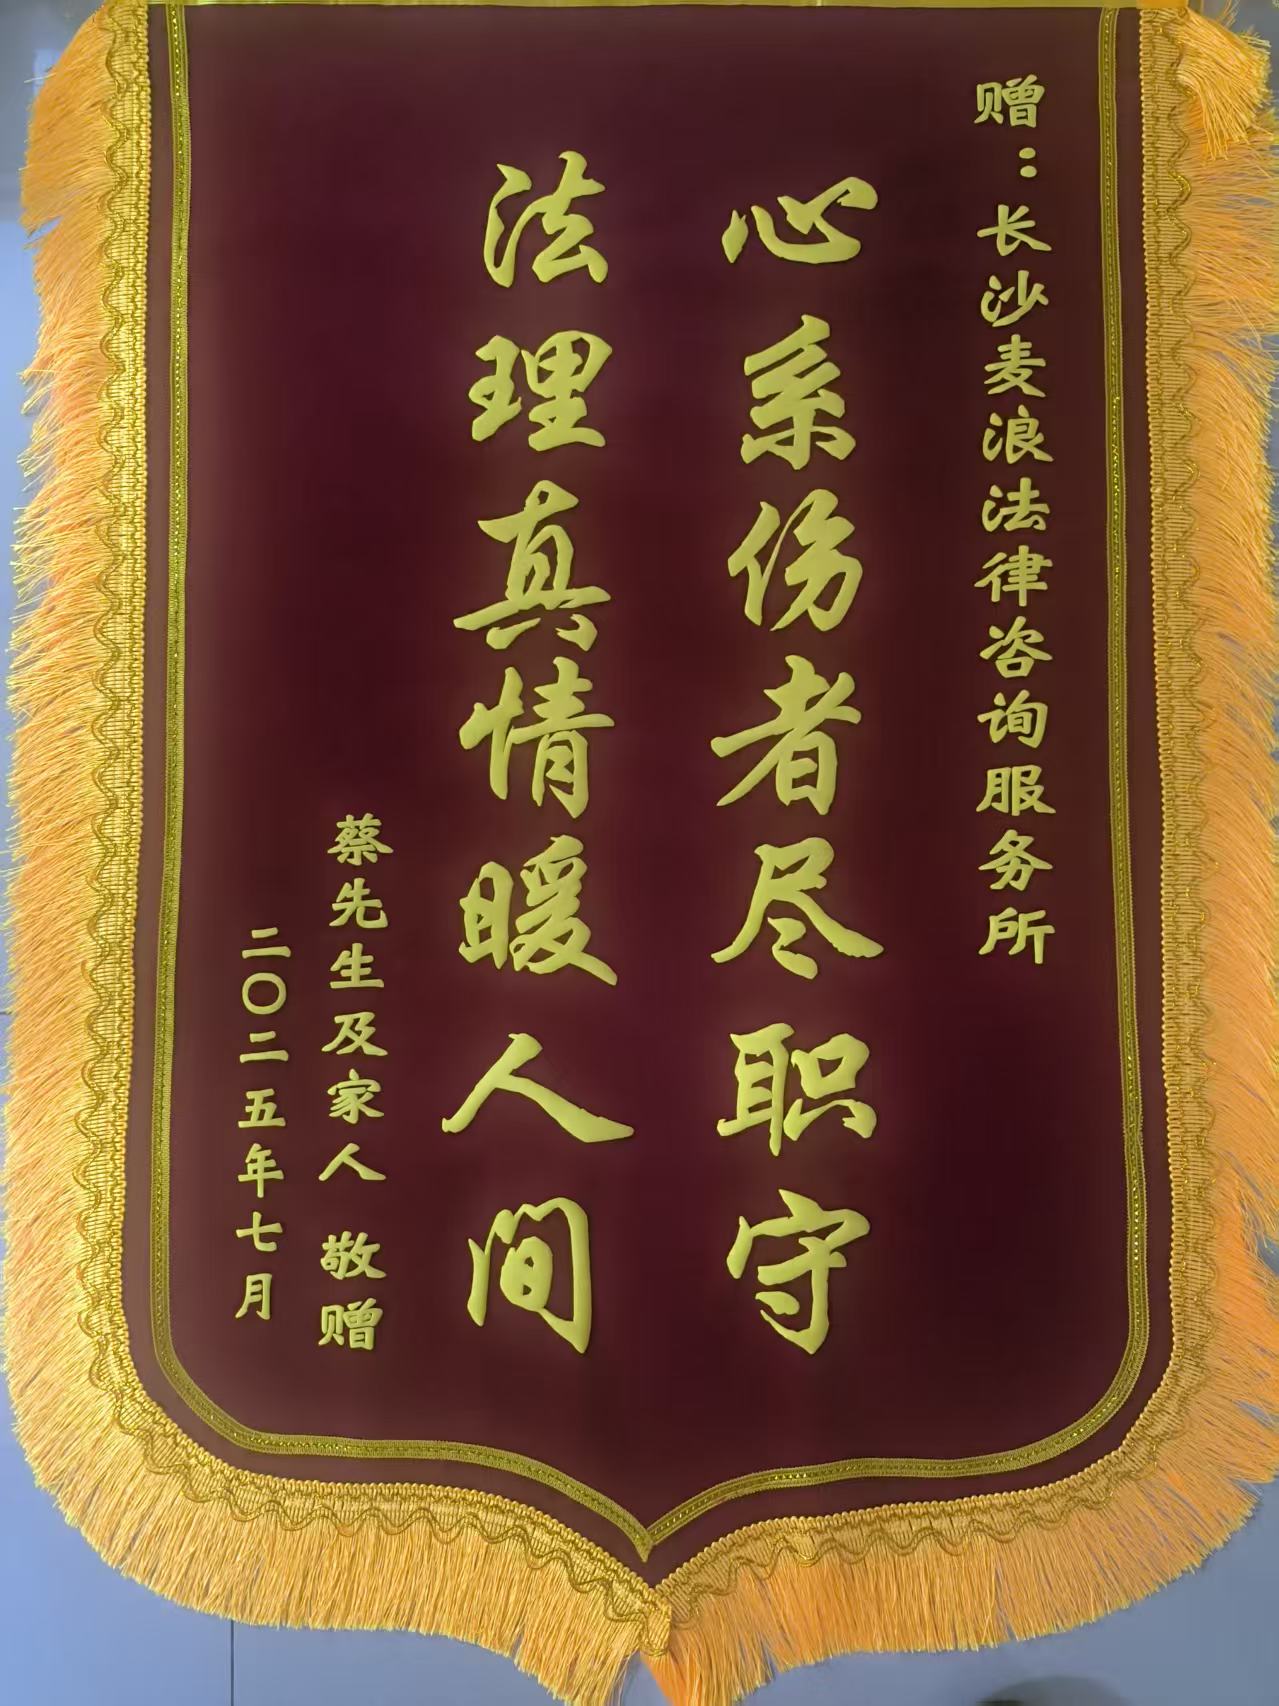 赠：长沙麦浪法律咨询服务所
心系伤者尽职守
法理真情暖人间
蔡先生及家人 敬赠
二〇二五年七月